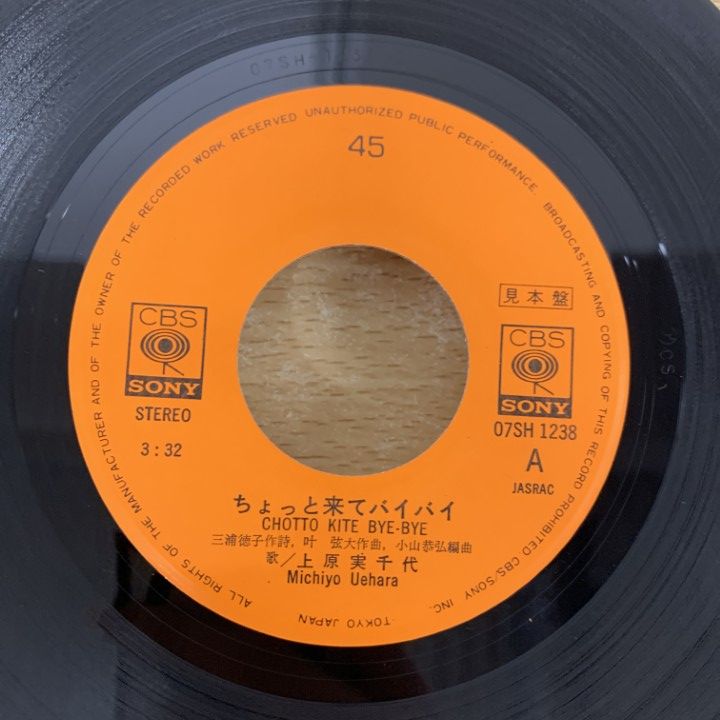 ALL RIGHTS OF THE MANUFACTURER AND OF THE OWNER OF THE RECORDED WORK RESERVED UNAUTHORIZED PUBLIC PERFORMANCE. BROADCASTING AND COPYING OF THIS RECORD PROHIBITED CBS/SONY INC.
TOKYO JAPAN
45
見本盤
CBS
SONY
STEREO
3:32
CBS
SONY
07SH 1238
A
JASRAC
ちょっと来てバイバイ
CHOTTO KITE BYE-BYE
三浦徳子作詩, 叶 弦大作曲, 小山恭弘編曲
歌/上原実千代
Michiyo Uehara